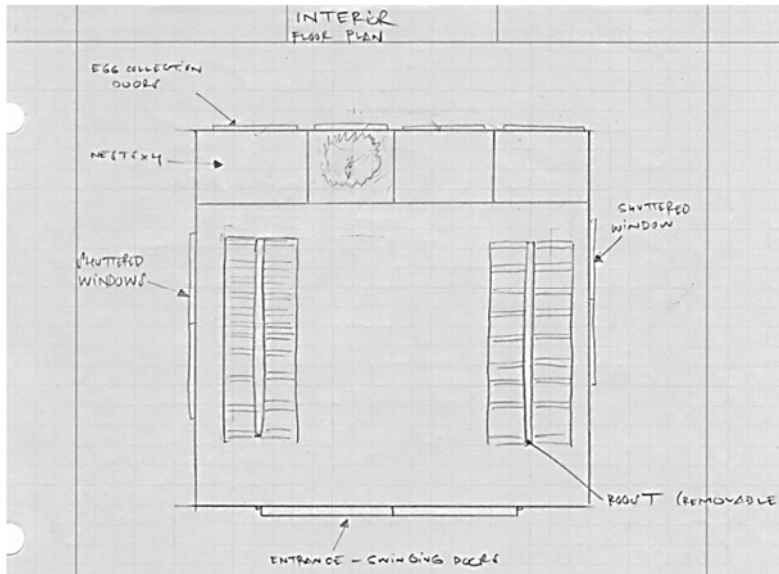 INTERIOR
FLOOR PLAN
EGG COLLECTION
DOORS
NESTS x 4
SHUTTERED
WINDOW
SHUTTERED
WINDOWS
ROOST (REMOVABLE
ENTRANCE - SWINGING DOORS